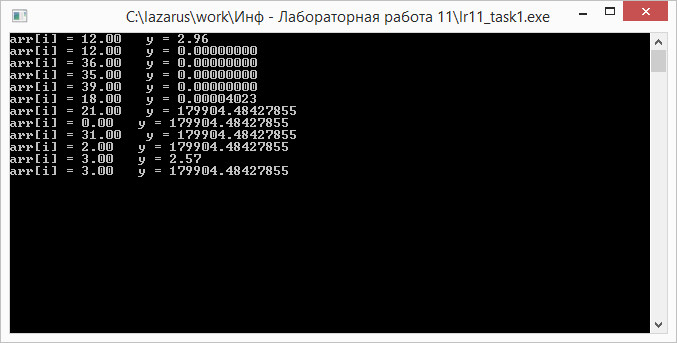 C:\lazarus\work\Инф - Лабораторная работа 11\lr11_task1.exe
arr[i] = 12.00   y = 2.96
arr[i] = 12.00   y = 0.00000000
arr[i] = 36.00   y = 0.00000000
arr[i] = 35.00   y = 0.00000000
arr[i] = 39.00   y = 0.00000000
arr[i] = 18.00   y = 0.00004023
arr[i] = 21.00   y = 179904.48427855
arr[i] = 0.00   y = 179904.48427855
arr[i] = 31.00   y = 179904.48427855
arr[i] = 2.00   y = 179904.48427855
arr[i] = 3.00   y = 2.57
arr[i] = 3.00   y = 179904.48427855